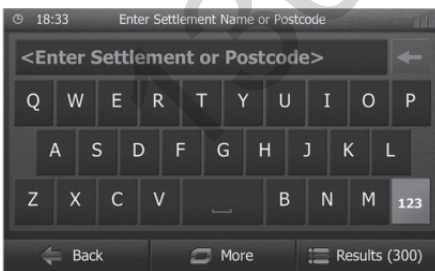 18:33 Enter Settlement Name or Postcode
<Enter Settlement or Postcode>
Q W E R T Y U I O P
A S D F G H J K L
Z X C V B N M 123
Back More Results (300)